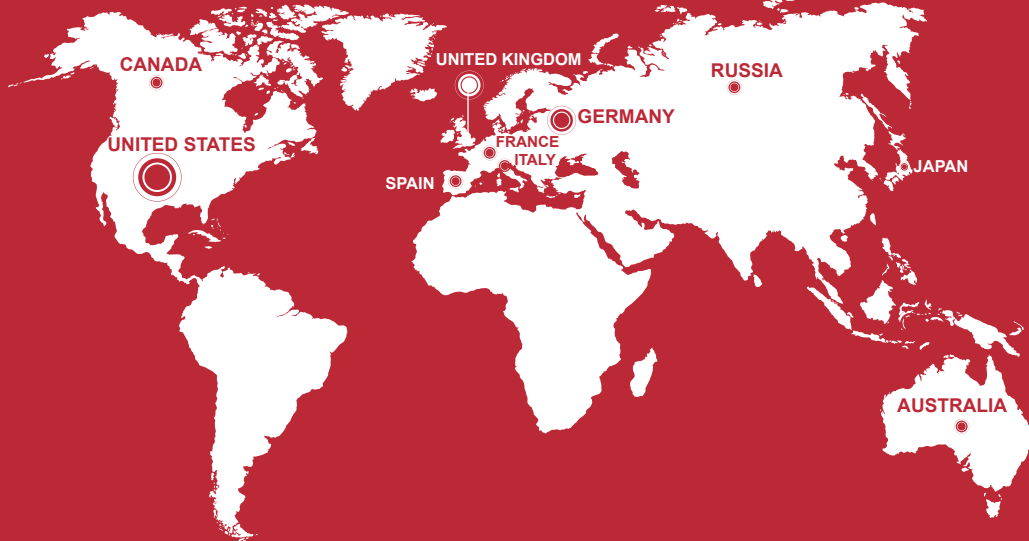 UNITED KINGDOM
CANADA
RUSSIA
GERMANY
UNITED STATES
FRANCE
ITALY
JAPAN
SPAIN
AUSTRALIA